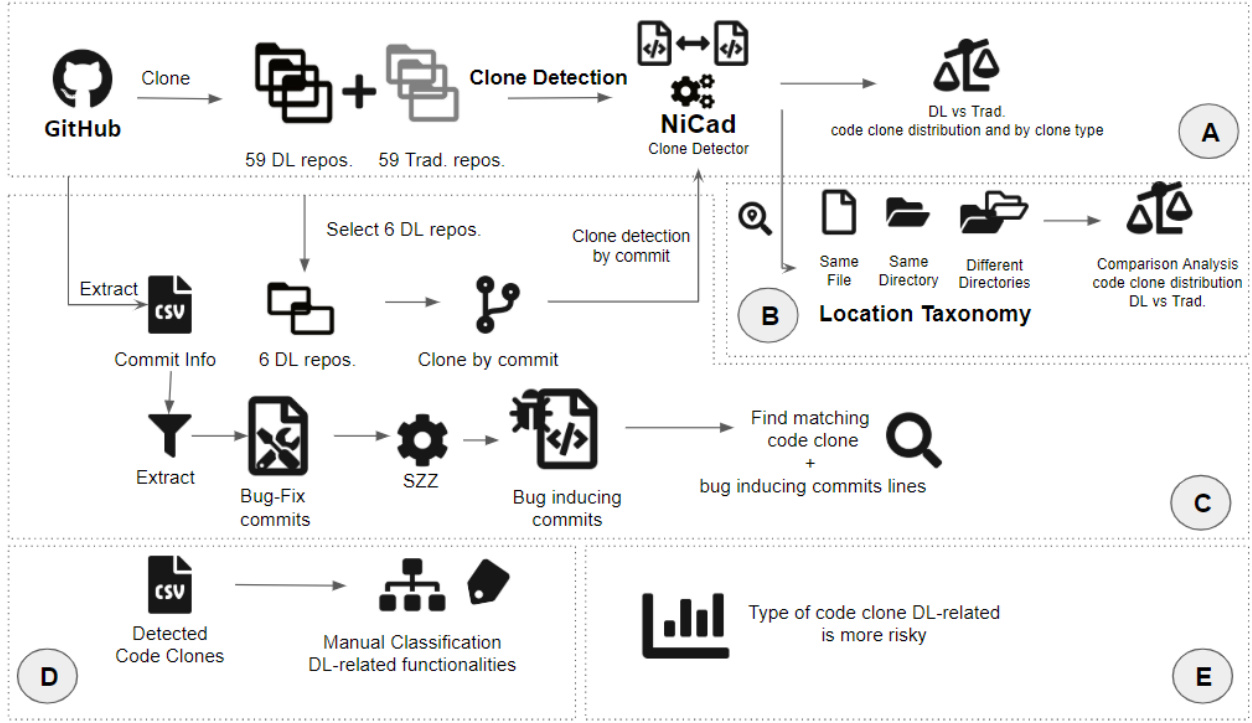 GitHub
Clone
59 DL repos.
59 Trad. repos.
Clone Detection
NiCad
Clone Detector
DL vs Trad.
code clone distribution and by clone type
A
Same
File
Same
Directory
Different
Directories
Comparison Analysis
code clone distribution
DL vs Trad.
B
Location Taxonomy
Select 6 DL repos.
Clone detection
by commit
Extract
CSV
Commit Info
6 DL repos.
Clone by commit
Extract
Bug-Fix
commits
SZZ
Bug inducing
commits
Find matching
code clone
+
bug inducing commits lines
C
CSV
Detected
Code Clones
Manual Classification
DL-related functionalities
D
Type of code clone DL-related
is more risky
E